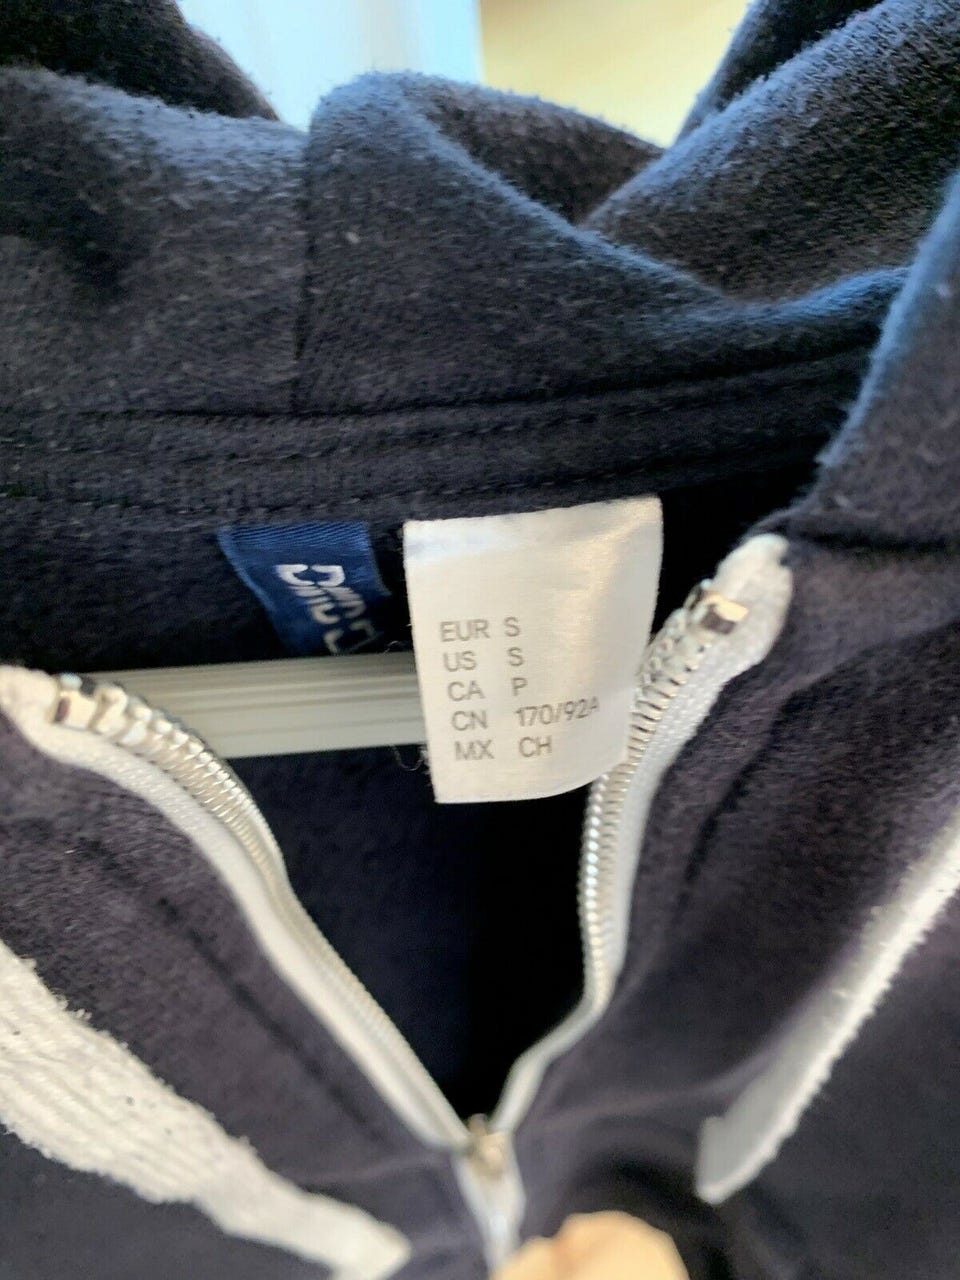 EUR S
US S
CA P
CN 170/92A
MX CH